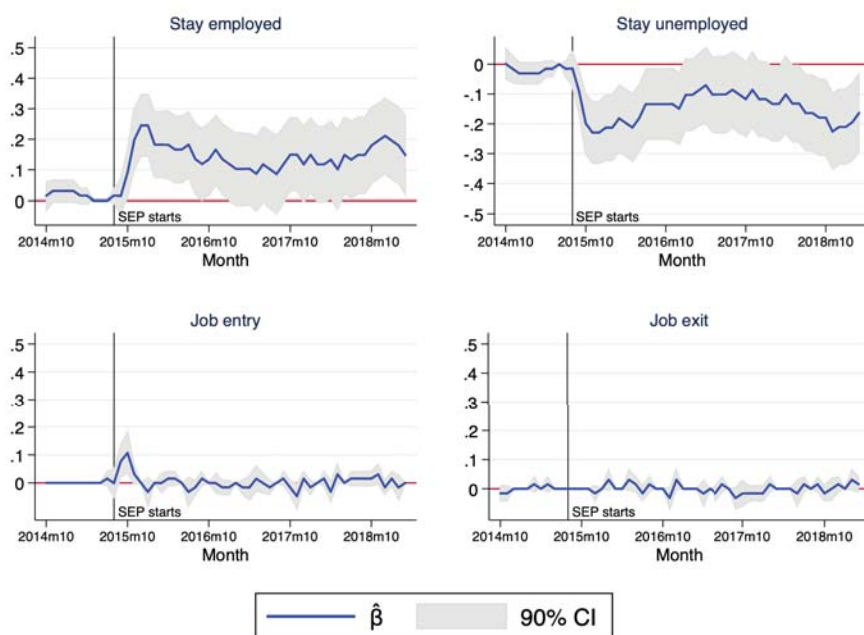 Stay employed
.5
.4
.3
.2
.1
0
SEP starts
2014m10 2015m10 2016m10 2017m10 2018m10
Month
Stay unemployed
0
-.1
-.2
-.3
-.4
-.5
SEP starts
2014m10 2015m10 2016m10 2017m10 2018m10
Month
Job entry
.5
.4
.3
.2
.1
0
SEP starts
2014m10 2015m10 2016m10 2017m10 2018m10
Month
Job exit
.5
.4
.3
.2
.1
0
SEP starts
2014m10 2015m10 2016m10 2017m10 2018m10
Month
β̂ 90% CI